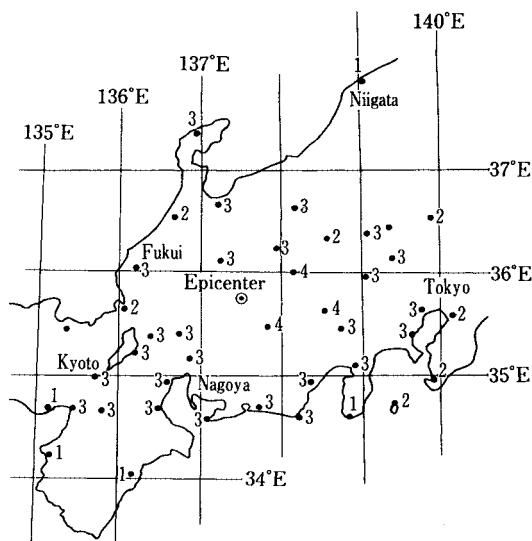 140°E
137°E
1
136°E
Niigata
3
135°E
37°E
3 3 2
2 2 3 3
3
Fukui 3 3
3 4 3 36°E
Epicenter
Tokyo
2 4 3 2
4 3 3
3 3
Kyoto 3 3
3
3 3 Nagoya 3 2 35°E
1 3 3 3 3 3 3 1 2
1
1 34°E